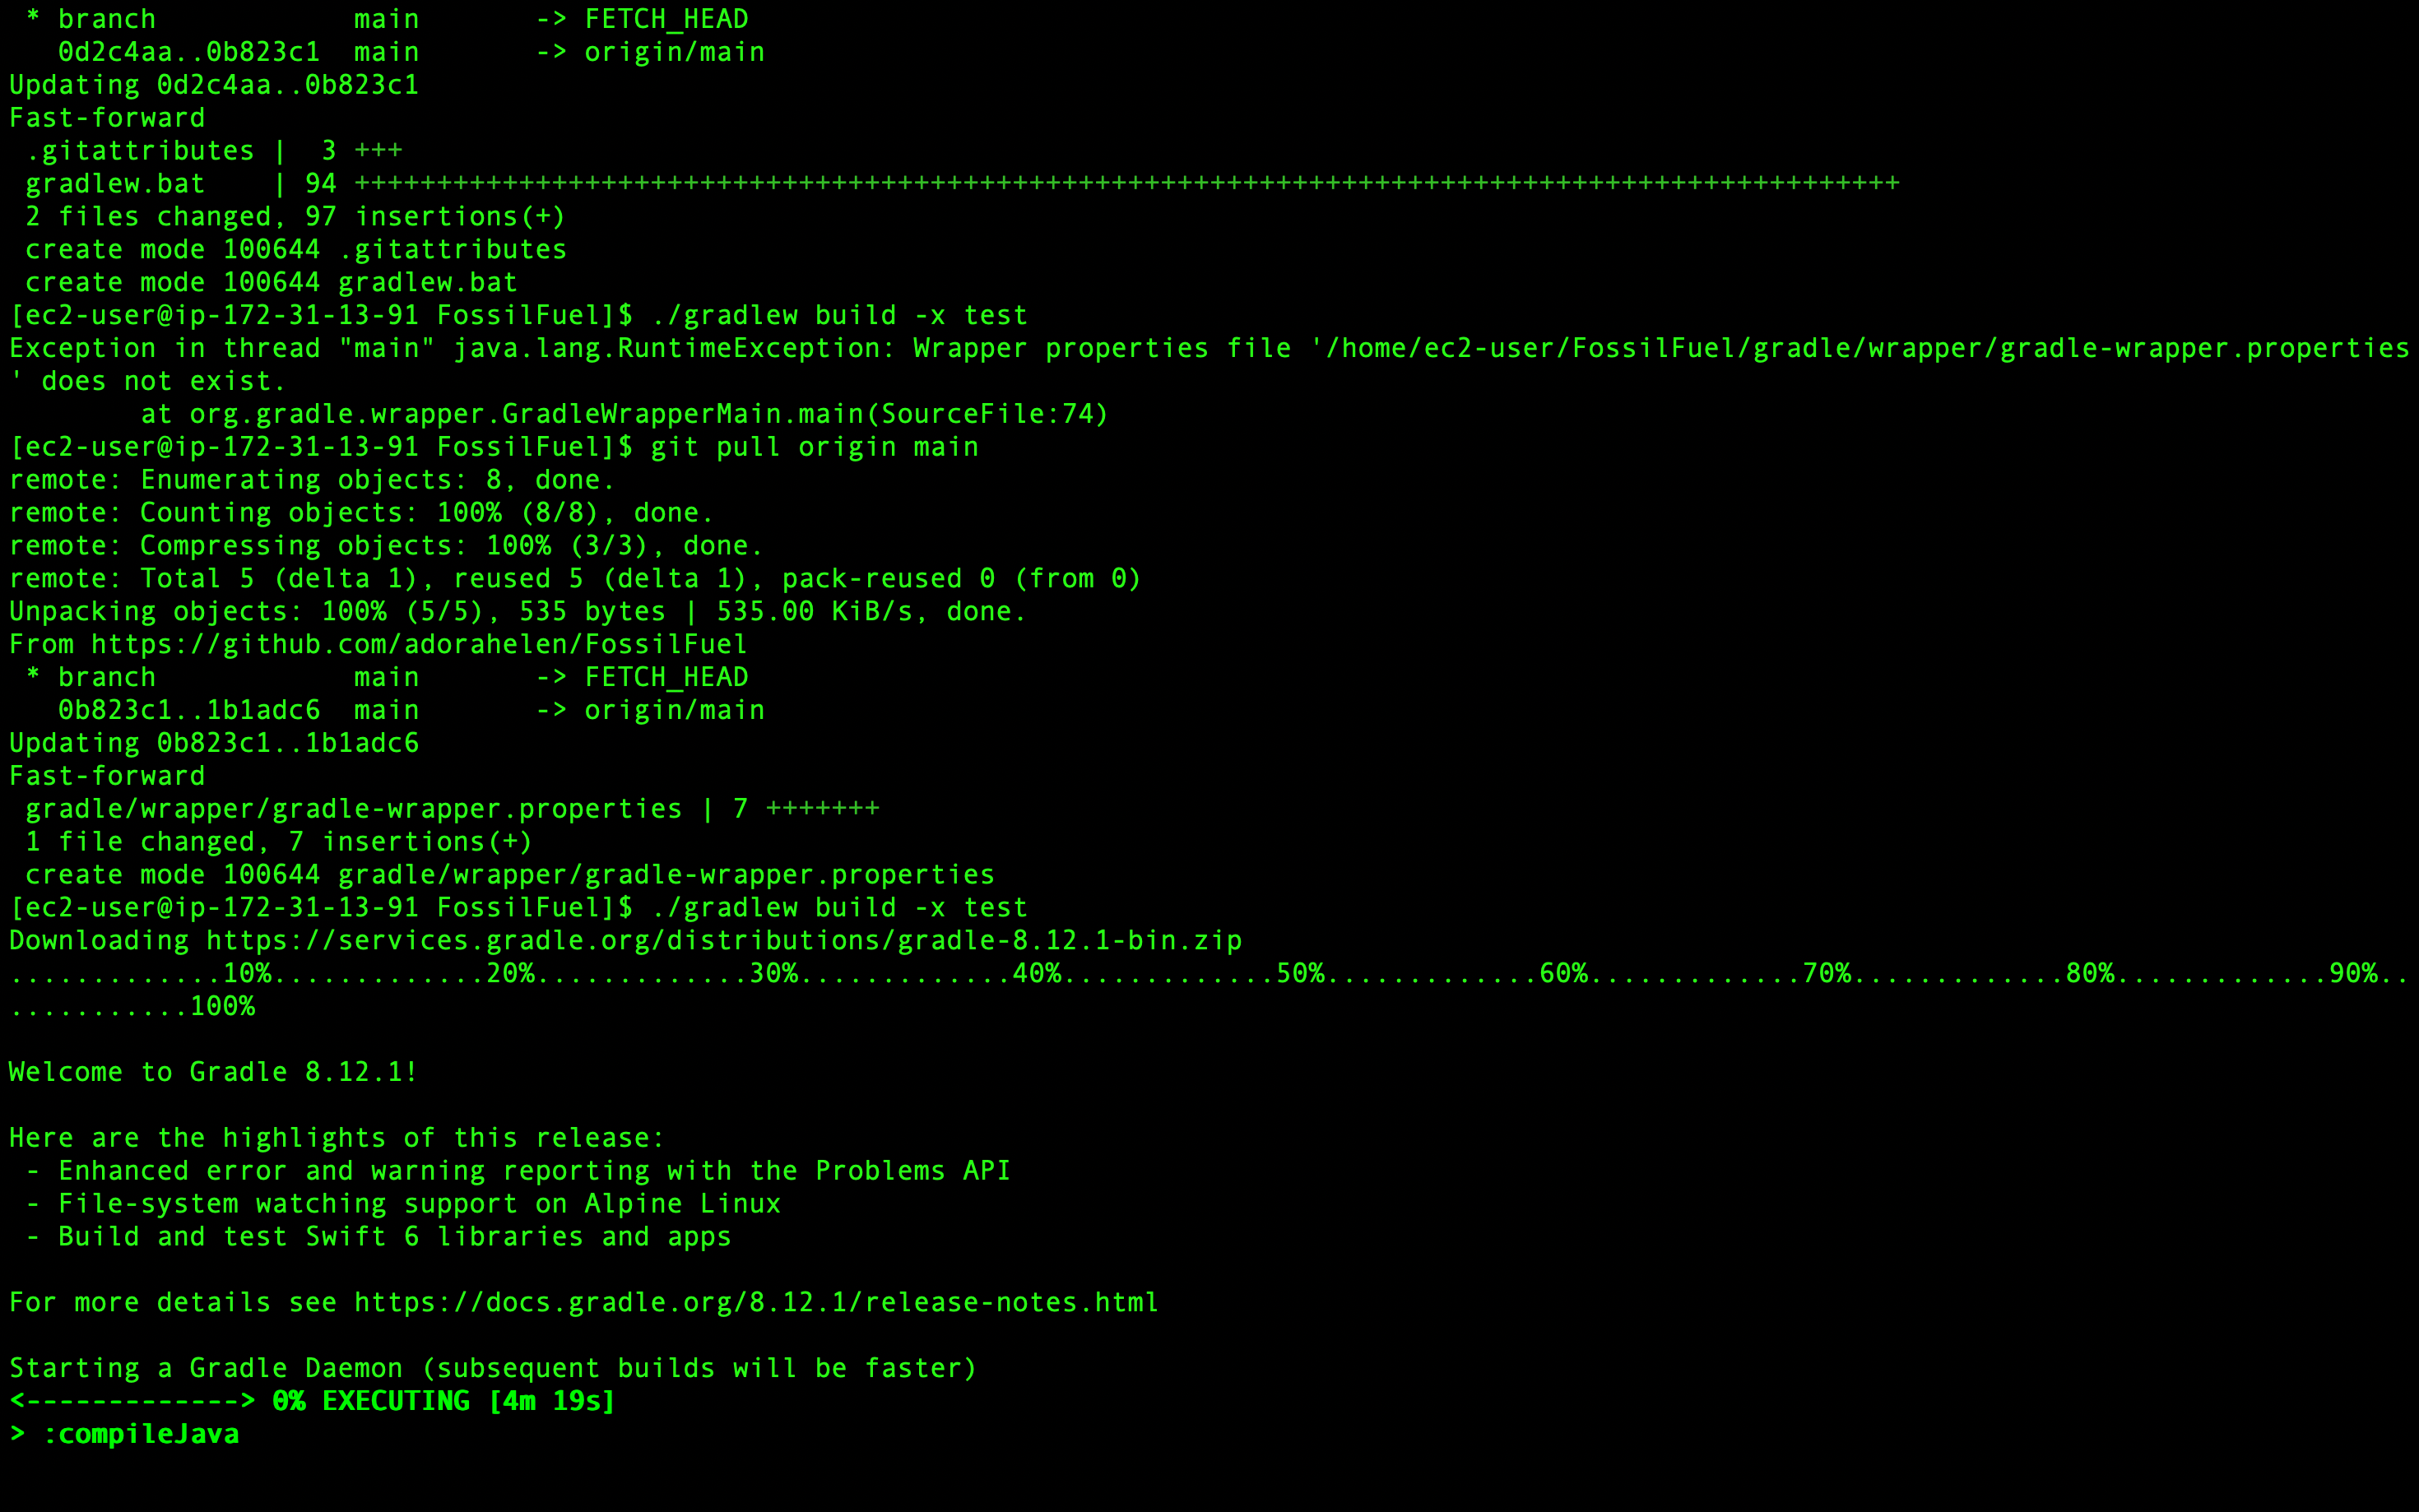 * branch            main       -> FETCH_HEAD
   0d2c4aa..0b823c1  main       -> origin/main
Updating 0d2c4aa..0b823c1
Fast-forward
 .gitattributes |  3 +++
 gradlew.bat    | 94 ++++++++++++++++++++++++++++++++++++++++++++++++++++++++++++++++++++++++++++++++++++++++++++++
 2 files changed, 97 insertions(+)
 create mode 100644 .gitattributes
 create mode 100644 gradlew.bat
[ec2-user@ip-172-31-13-91 FossilFuel]$ ./gradlew build -x test
Exception in thread "main" java.lang.RuntimeException: Wrapper properties file '/home/ec2-user/FossilFuel/gradle/wrapper/gradle-wrapper.properties
' does not exist.
        at org.gradle.wrapper.GradleWrapperMain.main(SourceFile:74)
[ec2-user@ip-172-31-13-91 FossilFuel]$ git pull origin main
remote: Enumerating objects: 8, done.
remote: Counting objects: 100% (8/8), done.
remote: Compressing objects: 100% (3/3), done.
remote: Total 5 (delta 1), reused 5 (delta 1), pack-reused 0 (from 0)
Unpacking objects: 100% (5/5), 535 bytes | 535.00 KiB/s, done.
From https://github.com/adorahelen/FossilFuel
 * branch            main       -> FETCH_HEAD
   0b823c1..1b1adc6  main       -> origin/main
Updating 0b823c1..1b1adc6
Fast-forward
 gradle/wrapper/gradle-wrapper.properties | 7 +++++++
 1 file changed, 7 insertions(+)
 create mode 100644 gradle/wrapper/gradle-wrapper.properties
[ec2-user@ip-172-31-13-91 FossilFuel]$ ./gradlew build -x test
Downloading https://services.gradle.org/distributions/gradle-8.12.1-bin.zip
.............10%.............20%.............30%.............40%.............50%.............60%.............70%.............80%.............90%..
...........100%

Welcome to Gradle 8.12.1!

Here are the highlights of this release:
 - Enhanced error and warning reporting with the Problems API
 - File-system watching support on Alpine Linux
 - Build and test Swift 6 libraries and apps

For more details see https://docs.gradle.org/8.12.1/release-notes.html

Starting a Gradle Daemon (subsequent builds will be faster)
<-------------> 0% EXECUTING [4m 19s]
> :compileJava